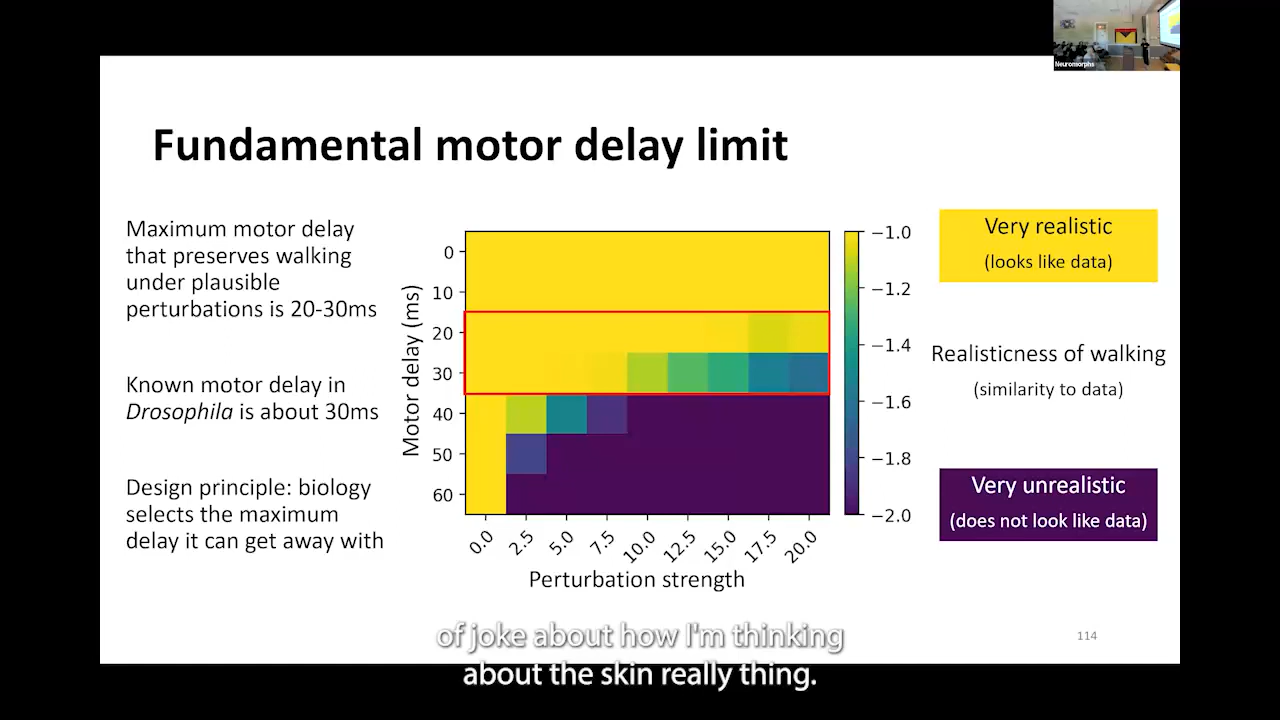 Neuromorphs
Fundamental motor delay limit
Maximum motor delay
that preserves walking
under plausible
perturbations is 20-30ms
Known motor delay in
Drosophila is about 30ms
Design principle: biology
selects the maximum
delay it can get away with
Motor delay (ms)
0
10
20
30
40
50
60
0.0
2.5
5.0
7.5
10.0
12.5
15.0
17.5
20.0
Perturbation strength
−1.0
−1.2
−1.4
−1.6
−1.8
−2.0
Very realistic
(looks like data)
Realisticness of walking
(similarity to data)
Very unrealistic
(does not look like data)
of joke about how I'm thinking
about the skin really thing.
114